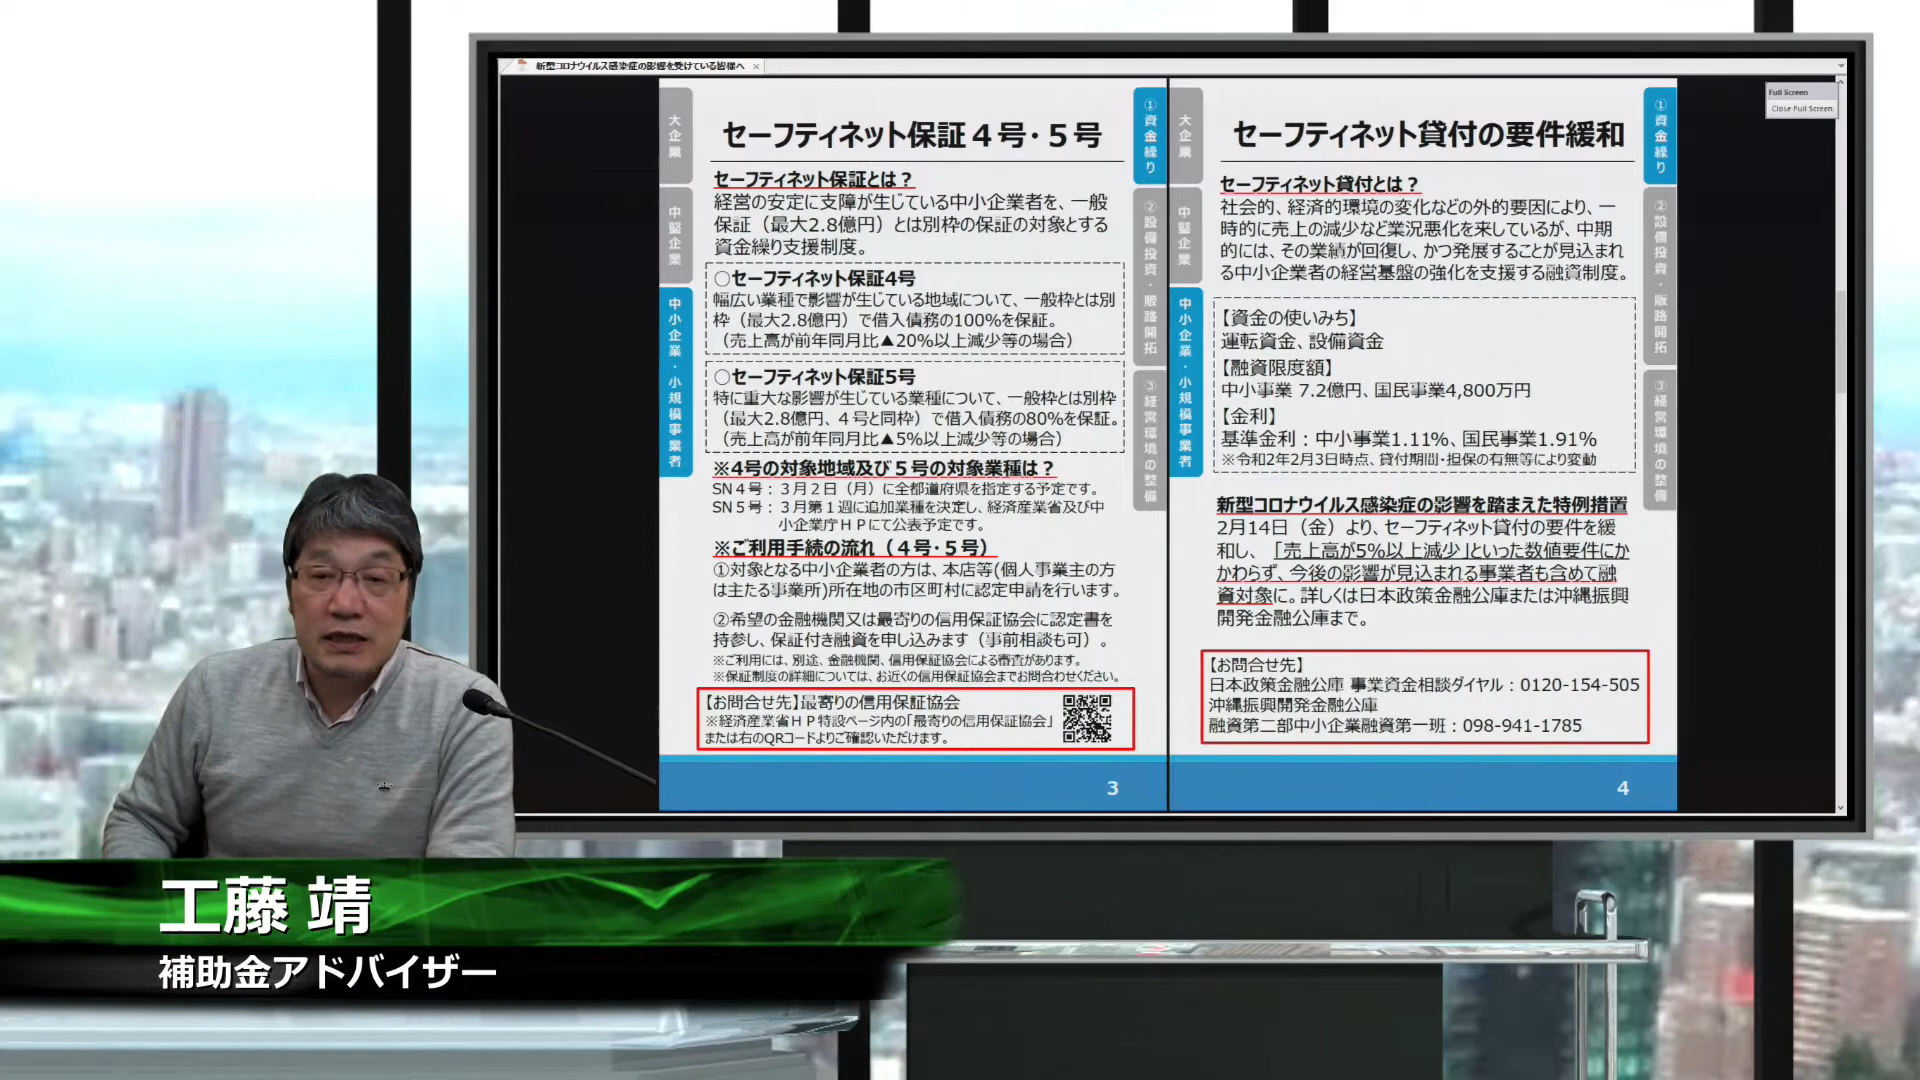 新型コロナウイルス感染症の影響を受けている皆様へ ×
Full Screen
Close Full Screen
大企業
中堅企業
中小企業・小規模事業者
セーフティネット保証４号・５号
セーフティネット保証とは？
経営の安定に支障が生じている中小企業者を、一般
保証（最大2.8億円）とは別枠の保証の対象とする
資金繰り支援制度。
○セーフティネット保証4号
幅広い業種で影響が生じている地域について、一般枠とは別
枠（最大2.8億円）で借入債務の100%を保証。
（売上高が前年同月比▲20%以上減少等の場合）
○セーフティネット保証5号
特に重大な影響が生じている業種について、一般枠とは別枠
（最大2.8億円、４号と同枠）で借入債務の80%を保証。
（売上高が前年同月比▲5%以上減少等の場合）
※４号の対象地域及び５号の対象業種は？
SN４号：３月２日（月）に全都道府県を指定する予定です。
SN５号：３月第１週に追加業種を決定し、経済産業省及び中
小企業庁ＨＰにて公表予定です。
※ご利用手続の流れ（４号・５号）
①対象となる中小企業者の方は、本店等(個人事業主の方
は主たる事業所)所在地の市区町村に認定申請を行います。
②希望の金融機関又は最寄りの信用保証協会に認定書を
持参し、保証付き融資を申し込みます（事前相談も可）。
※ご利用には、別途、金融機関、信用保証協会による審査があります。
※保証制度の詳細については、お近くの信用保証協会までお問合わせください。
【お問合せ先】最寄りの信用保証協会
※経済産業省ＨＰ特設ページ内の「最寄りの信用保証協会」
または右のQRコードよりご確認いただけます。
①資金繰り
②設備投資・販路開拓
③経営環境の整備
3
大企業
中堅企業
中小企業・小規模事業者
セーフティネット貸付の要件緩和
セーフティネット貸付とは？
社会的、経済的環境の変化などの外的要因により、一
時的に売上の減少など業況悪化を来しているが、中期
的には、その業績が回復し、かつ発展することが見込まれ
る中小企業者の経営基盤の強化を支援する融資制度。
【資金の使いみち】
運転資金、設備資金
【融資限度額】
中小事業 7.2億円、国民事業4,800万円
【金利】
基準金利：中小事業1.11%、国民事業1.91%
※令和2年2月3日時点、貸付期間・担保の有無等により変動
新型コロナウイルス感染症の影響を踏まえた特例措置
2月14日（金）より、セーフティネット貸付の要件を緩
和し、「売上高が5%以上減少」といった数値要件にか
かわらず、今後の影響が見込まれる事業者も含めて融
資対象に。詳しくは日本政策金融公庫または沖縄振興
開発金融公庫まで。
【お問合せ先】
日本政策金融公庫 事業資金相談ダイヤル：0120-154-505
沖縄振興開発金融公庫
融資第二部中小企業融資第一班：098-941-1785
①資金繰り
②設備投資・販路開拓
③経営環境の整備
4
工藤 靖
補助金アドバイザー